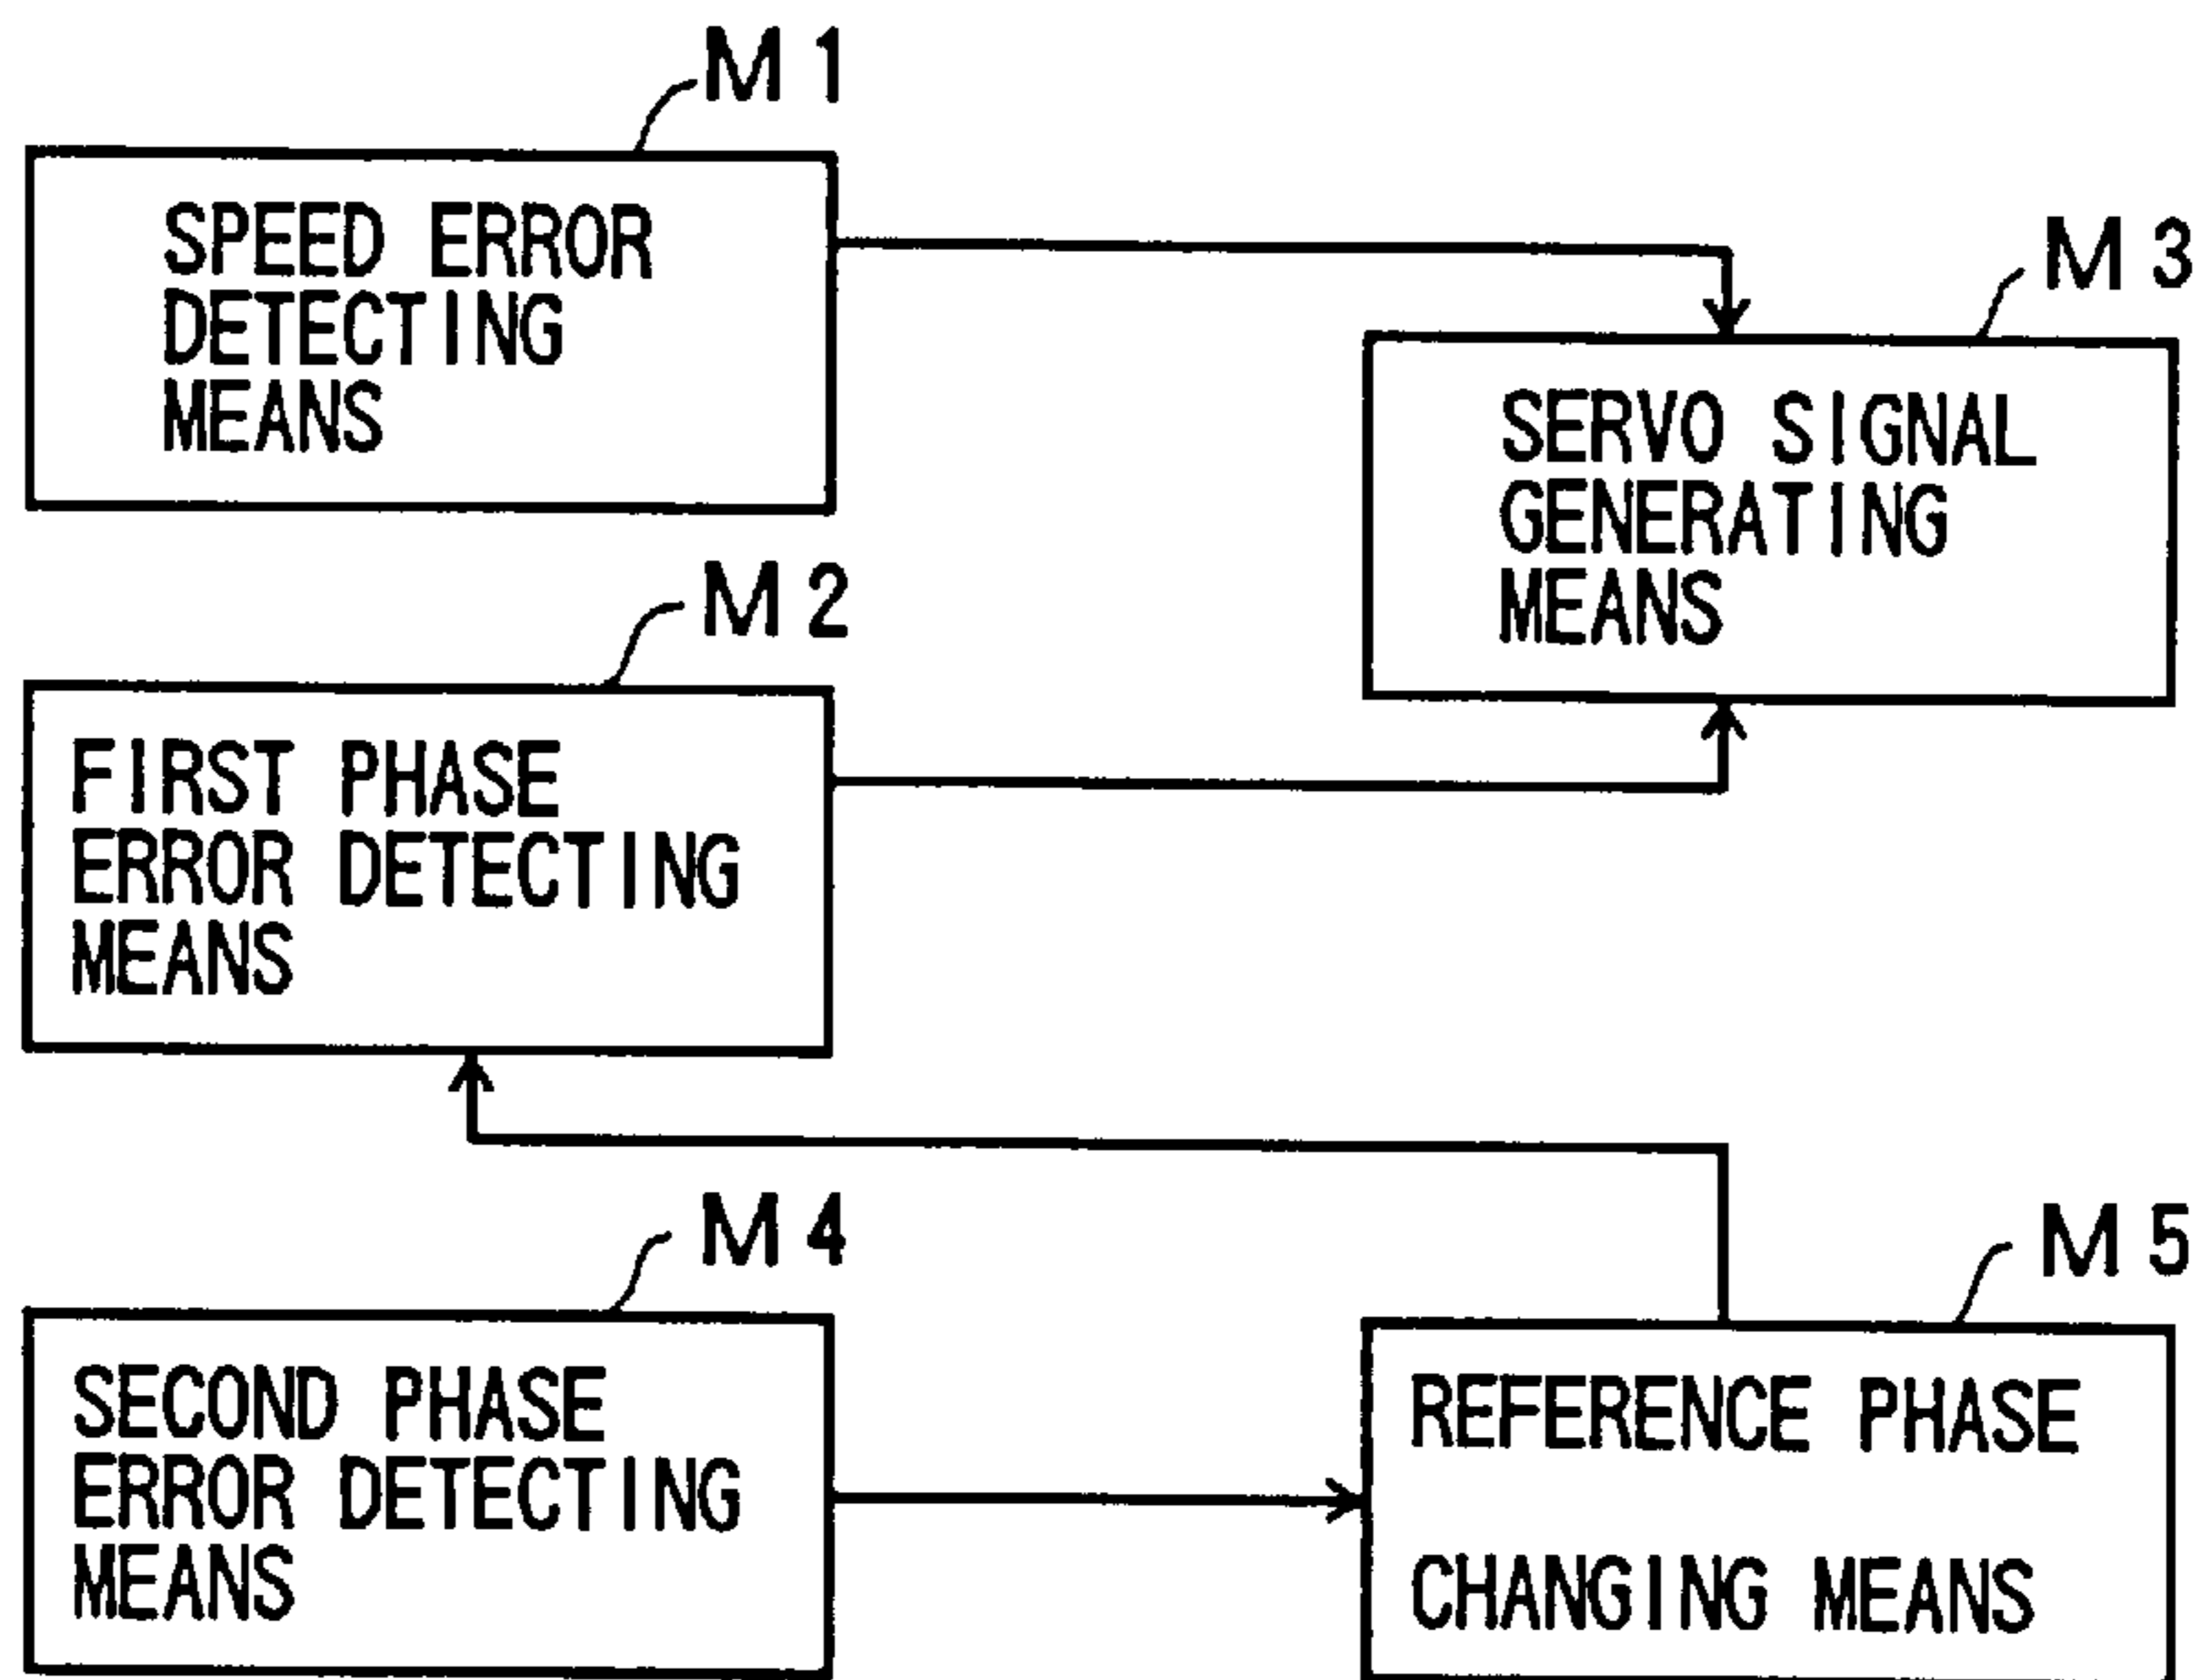 M1
SPEED ERROR
DETECTING
MEANS
M3
SERVO SIGNAL
GENERATING
MEANS
M2
FIRST PHASE
ERROR DETECTING
MEANS
M4
SECOND PHASE
ERROR DETECTING
MEANS
M5
REFERENCE PHASE
CHANGING MEANS